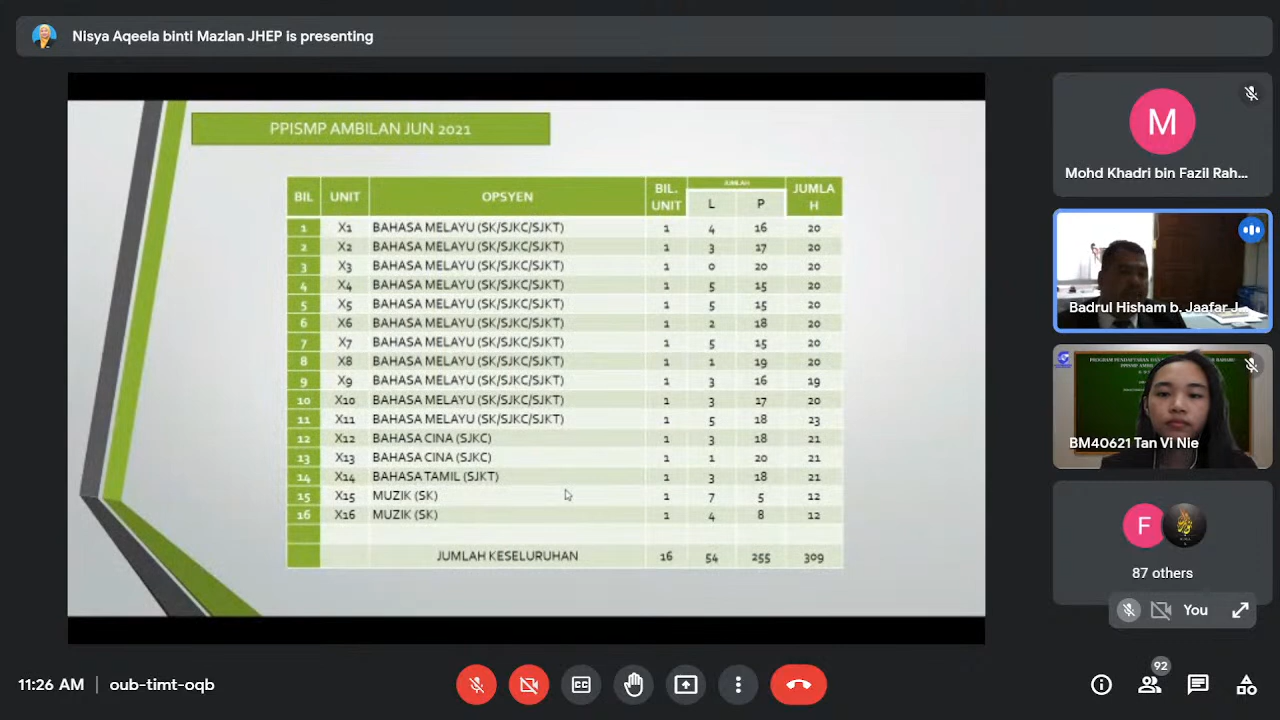 Nisya Aqeela binti Mazlan JHEP is presenting
PPISMP AMBILAN JUN 2021
BIL UNIT OPSYEN BIL. UNIT JUMLAH L P JUMLA H
1 X1 BAHASA MELAYU (SK/SJKC/SJKT) 1 4 16 20
2 X2 BAHASA MELAYU (SK/SJKC/SJKT) 1 3 17 20
3 X3 BAHASA MELAYU (SK/SJKC/SJKT) 1 0 20 20
4 X4 BAHASA MELAYU (SK/SJKC/SJKT) 1 5 15 20
5 X5 BAHASA MELAYU (SK/SJKC/SJKT) 1 5 15 20
6 X6 BAHASA MELAYU (SK/SJKC/SJKT) 1 2 18 20
7 X7 BAHASA MELAYU (SK/SJKC/SJKT) 1 5 15 20
8 X8 BAHASA MELAYU (SK/SJKC/SJKT) 1 1 19 20
9 X9 BAHASA MELAYU (SK/SJKC/SJKT) 1 3 16 19
10 X10 BAHASA MELAYU (SK/SJKC/SJKT) 1 3 17 20
11 X11 BAHASA MELAYU (SK/SJKC/SJKT) 1 5 18 23
12 X12 BAHASA CINA (SJKC) 1 3 18 21
13 X13 BAHASA CINA (SJKC) 1 1 20 21
14 X14 BAHASA TAMIL (SJKT) 1 3 18 21
15 X15 MUZIK (SK) 1 7 5 12
16 X16 MUZIK (SK) 1 4 8 12
JUMLAH KESELURUHAN 16 54 255 309
M
Mohd Khadri bin Fazil Rah...
Badrul Hisham b. Jaafar J...
BM40621 Tan Vi Nie
F
87 others
You
11:26 AM | oub-timt-oqb
92